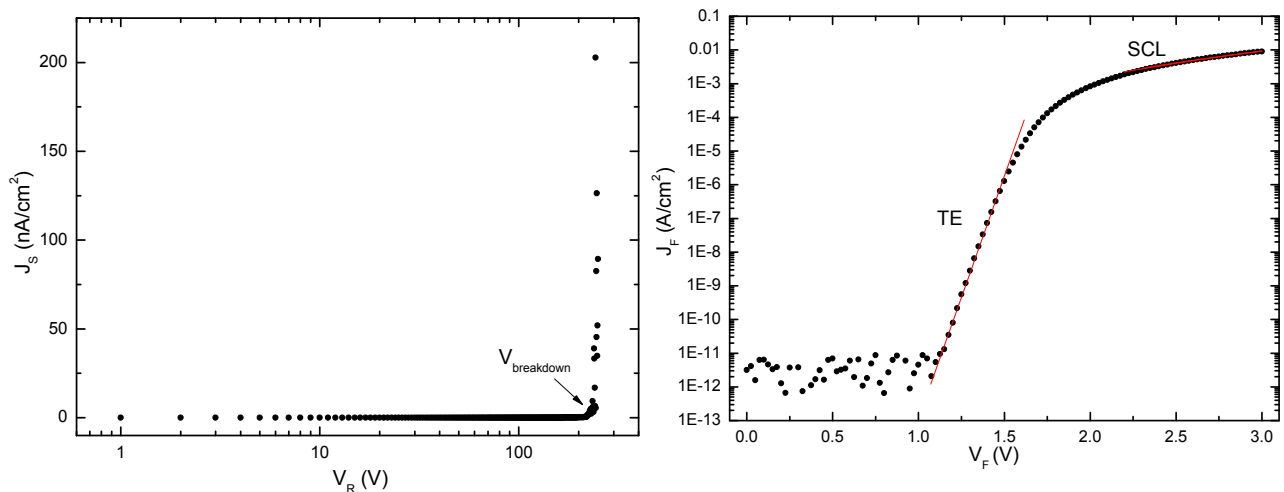 200
150
100
50
0
J_S (nA/cm²)
V_breakdown
1 10 100
V_R (V)
0.1
0.01
1E-3
1E-4
1E-5
1E-6
1E-7
1E-8
1E-9
1E-10
1E-11
1E-12
1E-13
J_F (A/cm²)
SCL
TE
0.0 0.5 1.0 1.5 2.0 2.5 3.0
V_F (V)